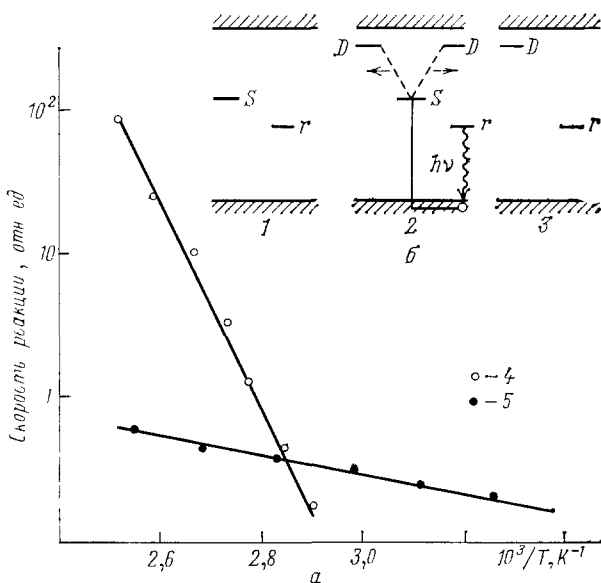 D D D
S S
r r r
hν
1 2 3
б
Скорость реакции, отн ед
10²
10
1
○ – 4
● – 5
2,6 2,8 3,0 10³/T, K⁻¹
a